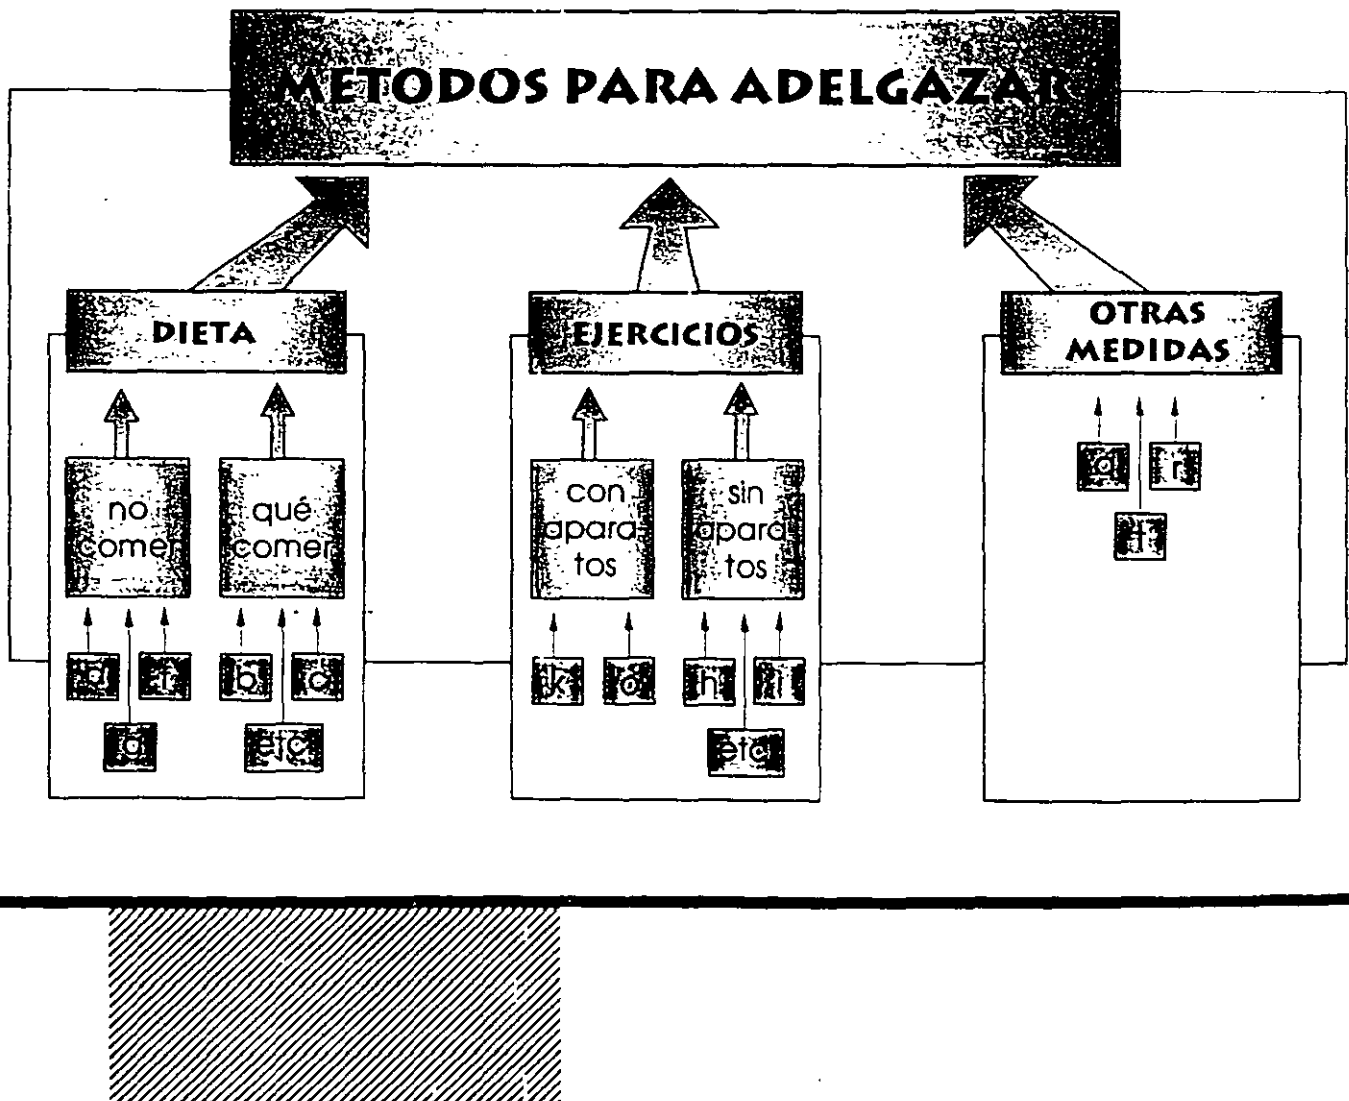 METODOS PARA ADELGAZAR
DIETA
EJERCICIOS
OTRAS
MEDIDAS
no
comer
qué
comer
con
apara
tos
sin
apara
tos
d
r
t
b
c
k
o
h
i
etc
etc